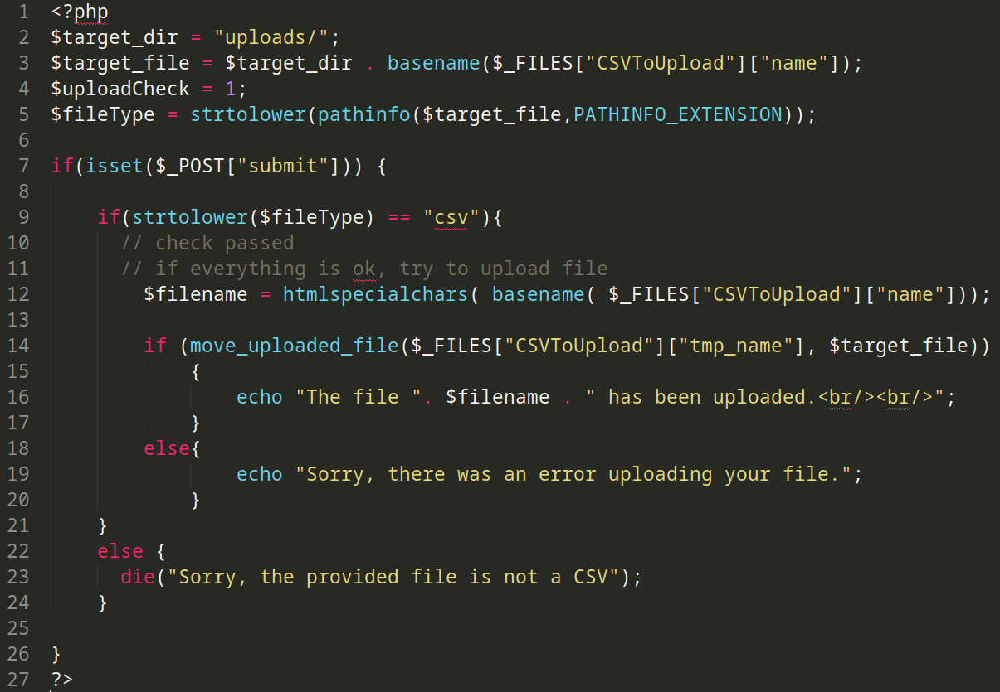 1 <?php
2 $target_dir = "uploads/";
3 $target_file = $target_dir . basename($_FILES["CSVToUpload"]["name"]);
4 $uploadCheck = 1;
5 $fileType = strtolower(pathinfo($target_file,PATHINFO_EXTENSION));
6
7 if(isset($_POST["submit"])) {
8
9     if(strtolower($fileType) == "csv"){
10       // check passed
11       // if everything is ok, try to upload file
12         $filename = htmlspecialchars( basename( $_FILES["CSVToUpload"]["name"]));
13
14         if (move_uploaded_file($_FILES["CSVToUpload"]["tmp_name"], $target_file))
15             {
16                 echo "The file ". $filename . " has been uploaded.<br/><br/>";
17             }
18         else{
19                 echo "Sorry, there was an error uploading your file.";
20             }
21     }
22     else {
23       die("Sorry, the provided file is not a CSV");
24     }
25
26 }
27 ?>